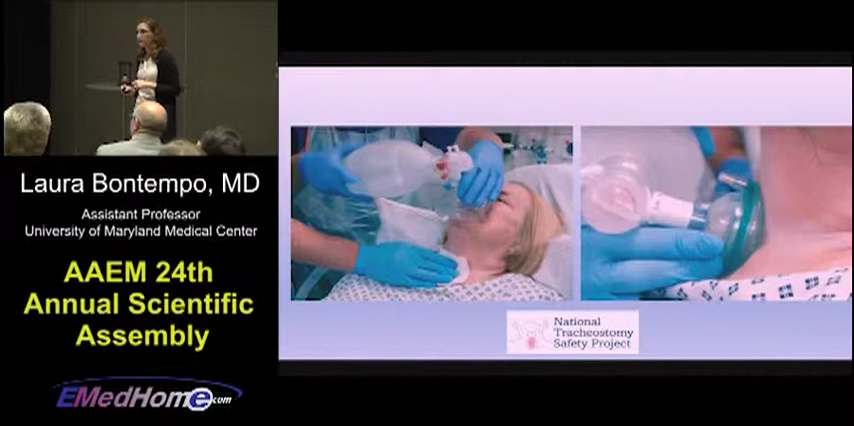 Laura Bontempo, MD
Assistant Professor
University of Maryland Medical Center
AAEM 24th
Annual Scientific
Assembly
EMedHome.com
National
Tracheostomy
Safety Project